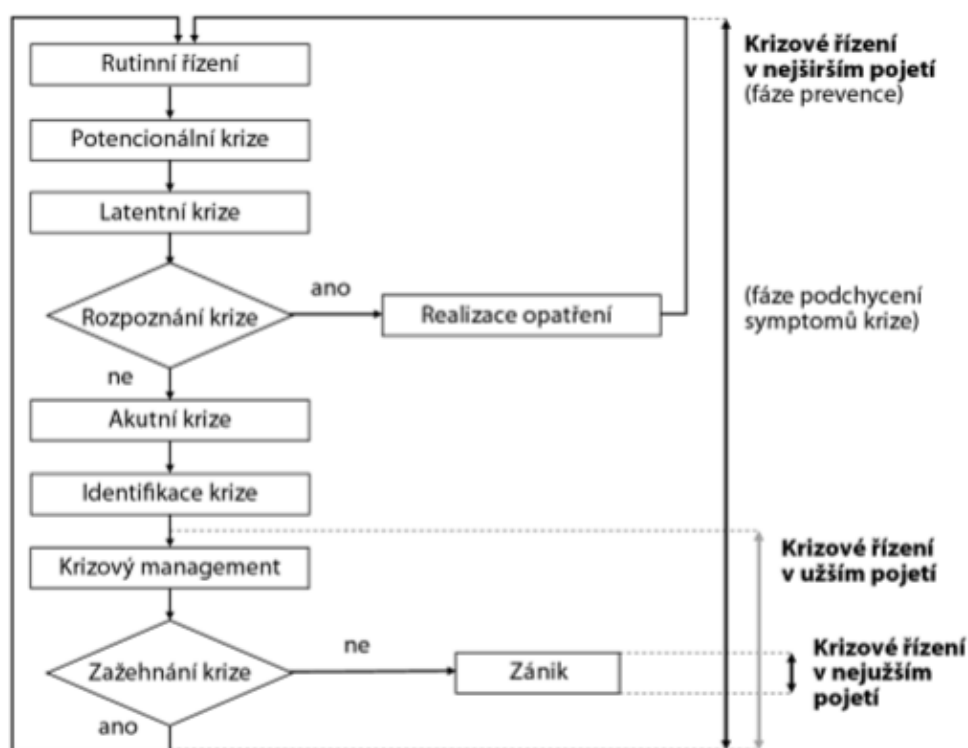 Rutinní řízení
Krizové řízení
v nejširším pojetí
(fáze prevence)
Potencionální krize
Latentní krize
Rozpoznání krize
ano
Realizace opatření
(fáze podchycení
symptomů krize)
ne
Akutní krize
Identifikace krize
Krizový management
Krizové řízení
v užším pojetí
Zažehnání krize
ne
Zánik
Krizové řízení
v nejužším
pojetí
ano